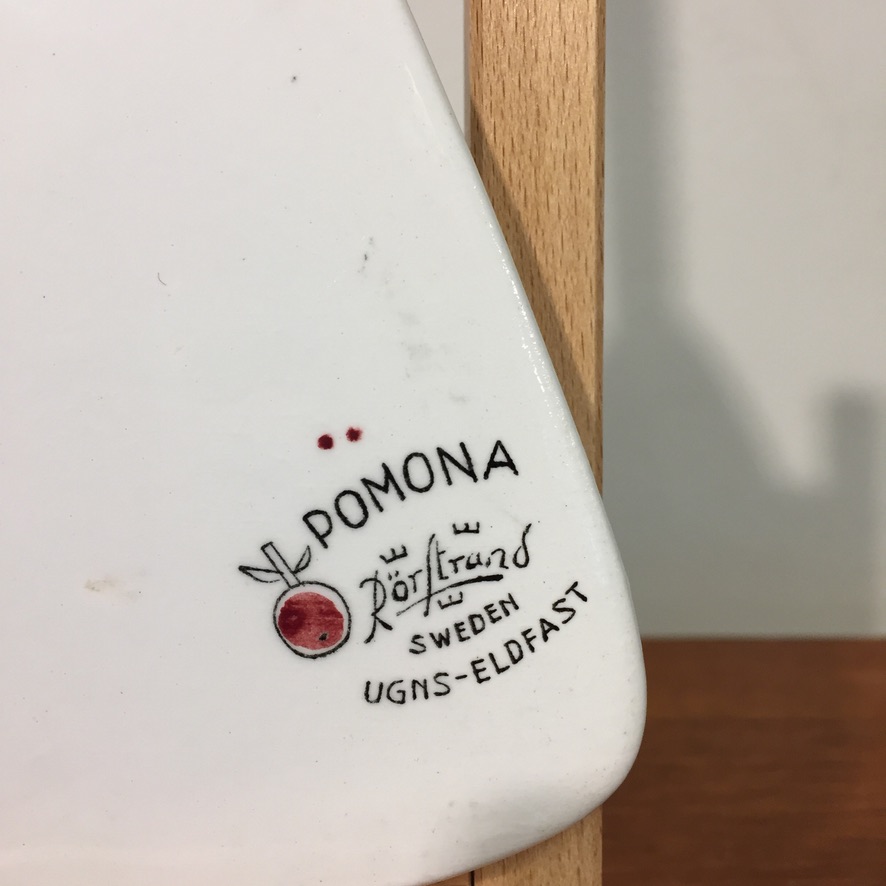 POMONA
Rörstrand
SWEDEN
UGNS-ELDFAST